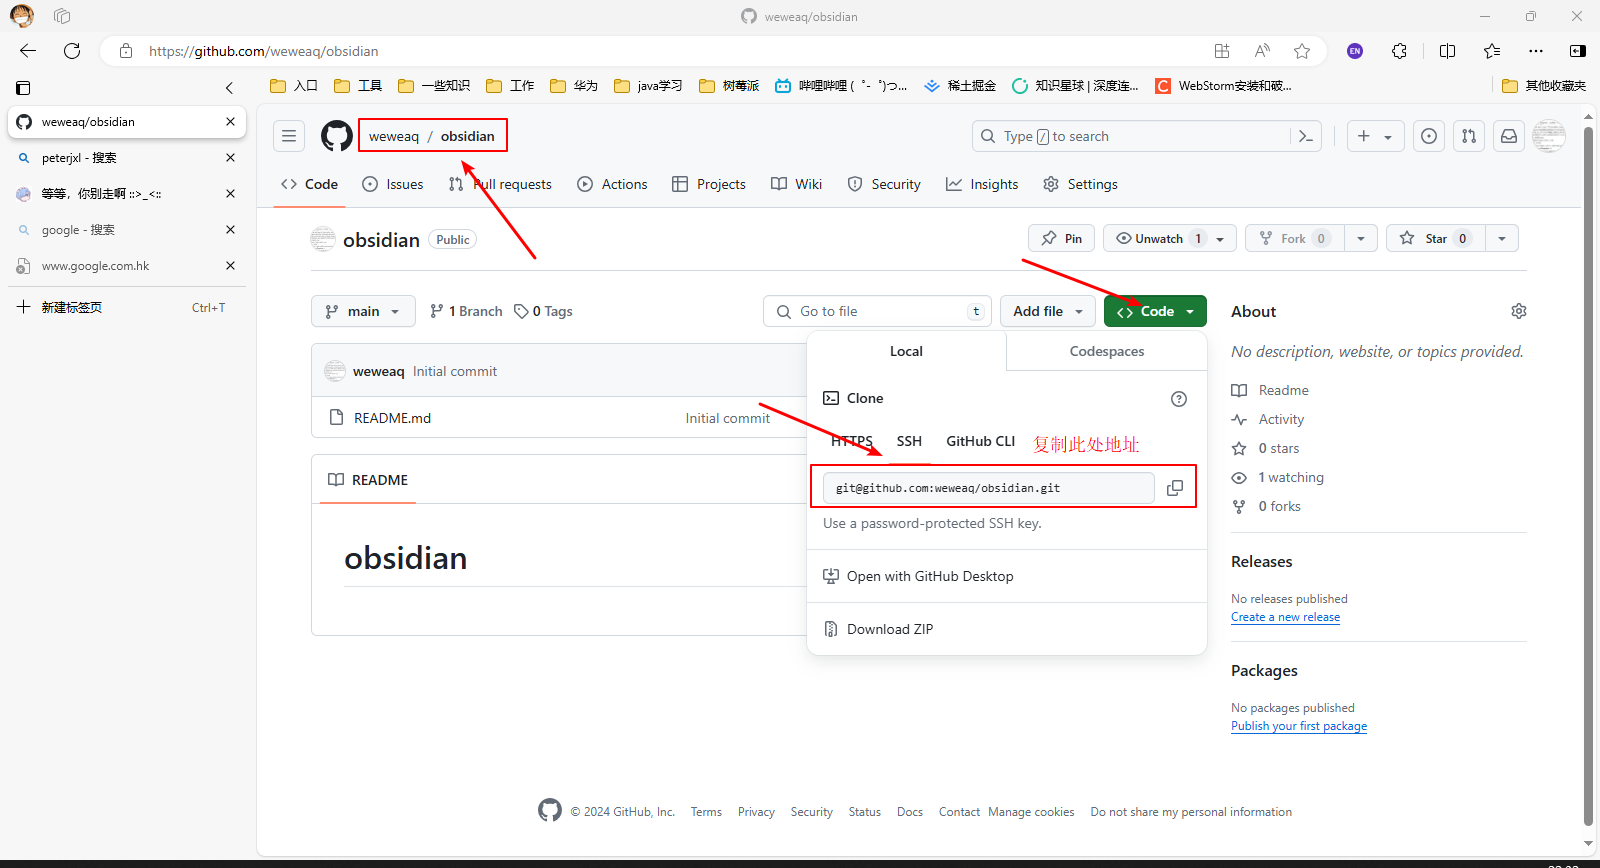 weweaq/obsidian
https://github.com/weweaq/obsidian
EN
入口 工具 一些知识 工作 华为 java学习 树莓派 哔哩哔哩 ( ゜- ゜)つ... 稀土掘金 知识星球 | 深度连... WebStorm安装和破... 其他收藏夹
weweaq/obsidian
peterjxl - 搜索
等等，你别走啊 ::>_<::
google - 搜索
www.google.com.hk
新建标签页 Ctrl+T
weweaq / obsidian
Type / to search
Code Issues Pull requests Actions Projects Wiki Security Insights Settings
obsidian Public
Pin Unwatch 1 Fork 0 Star 0
main 1 Branch 0 Tags
Go to file t Add file Code
weweaq Initial commit
README.md Initial commit
README
obsidian
Local Codespaces
Clone
HTTPS SSH GitHub CLI 复制此处地址
git@github.com:weweaq/obsidian.git
Use a password-protected SSH key.
Open with GitHub Desktop
Download ZIP
About
No description, website, or topics provided.
Readme
Activity
0 stars
1 watching
0 forks
Releases
No releases published
Create a new release
Packages
No packages published
Publish your first package
© 2024 GitHub, Inc. Terms Privacy Security Status Docs Contact Manage cookies Do not share my personal information